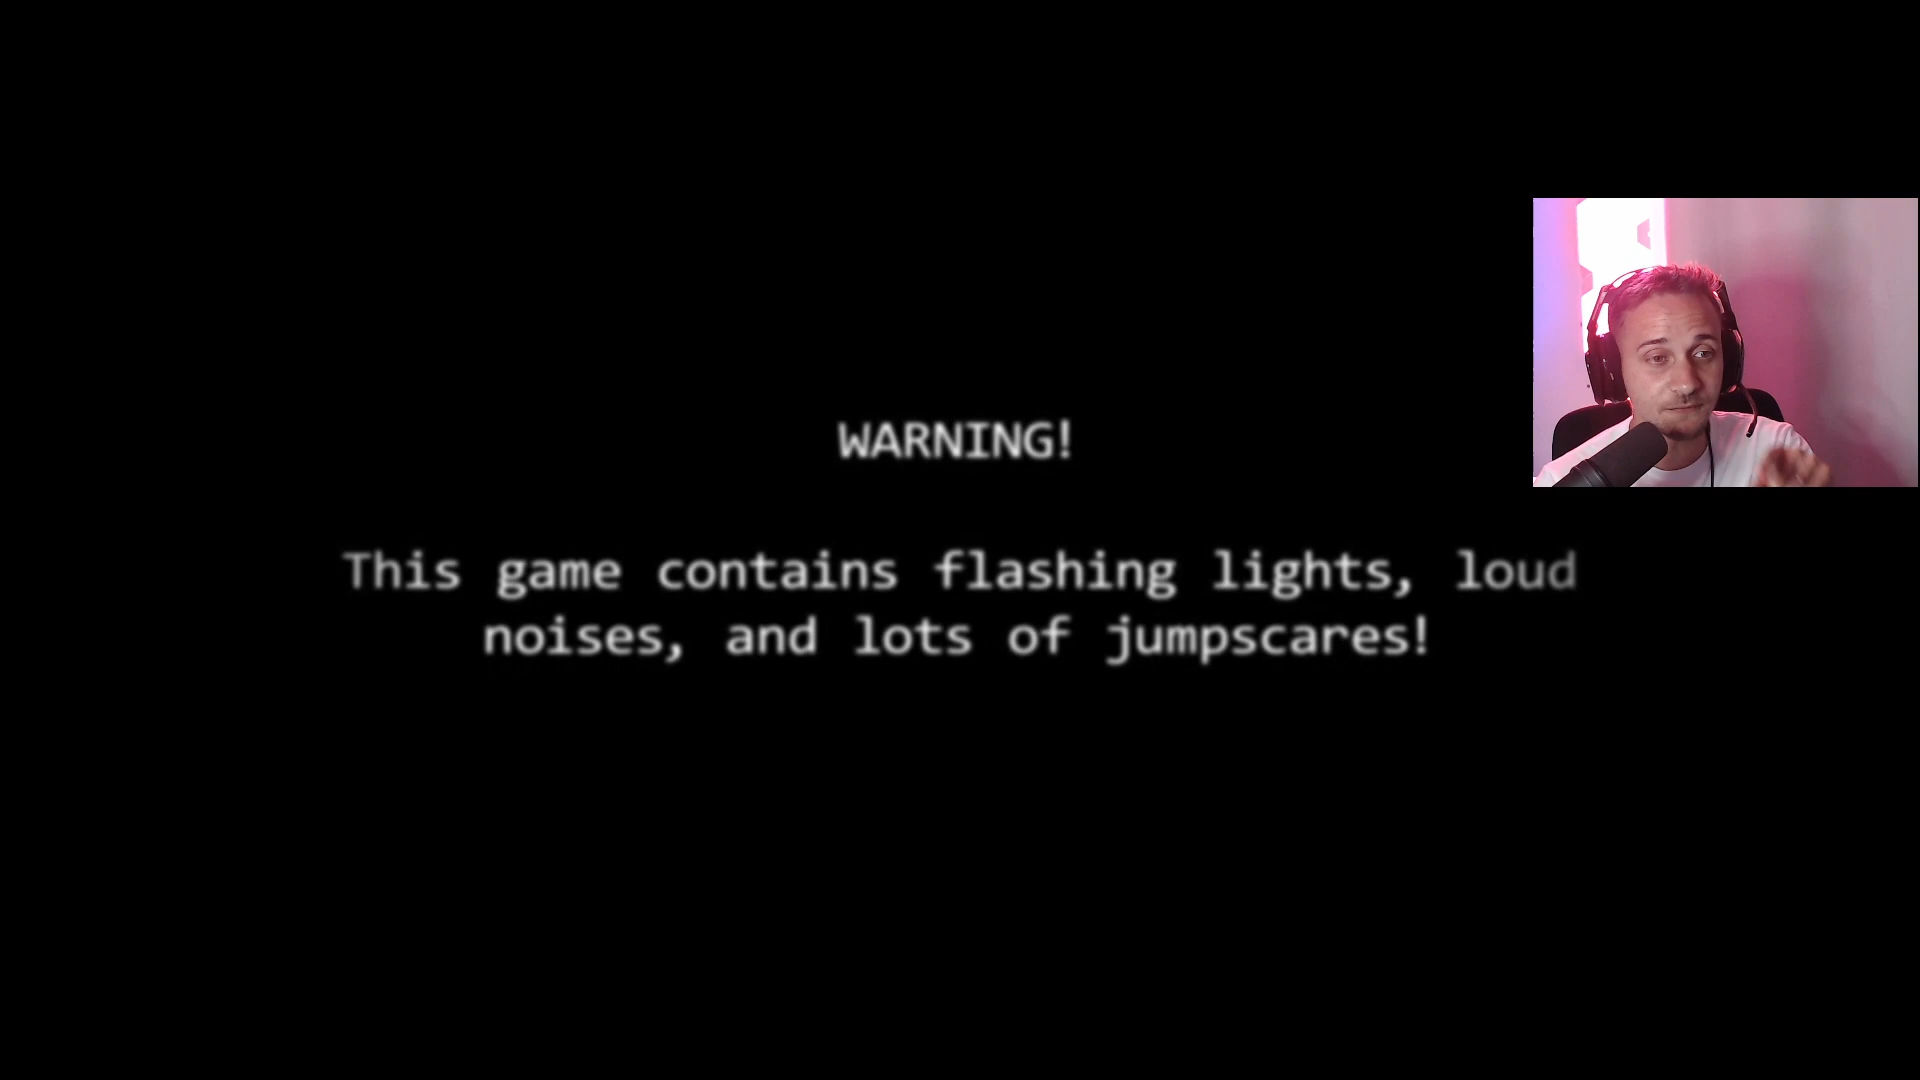 WARNING!
This game contains flashing lights, loud
noises, and lots of jumpscares!